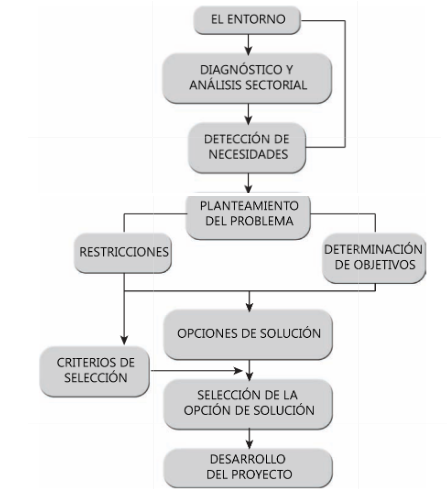 EL ENTORNO
DIAGNÓSTICO Y
ANÁLISIS SECTORIAL
DETECCIÓN DE
NECESIDADES
PLANTEAMIENTO
DEL PROBLEMA
RESTRICCIONES
DETERMINACIÓN
DE OBJETIVOS
OPCIONES DE SOLUCIÓN
CRITERIOS DE
SELECCIÓN
SELECCIÓN DE LA
OPCIÓN DE SOLUCIÓN
DESARROLLO
DEL PROYECTO